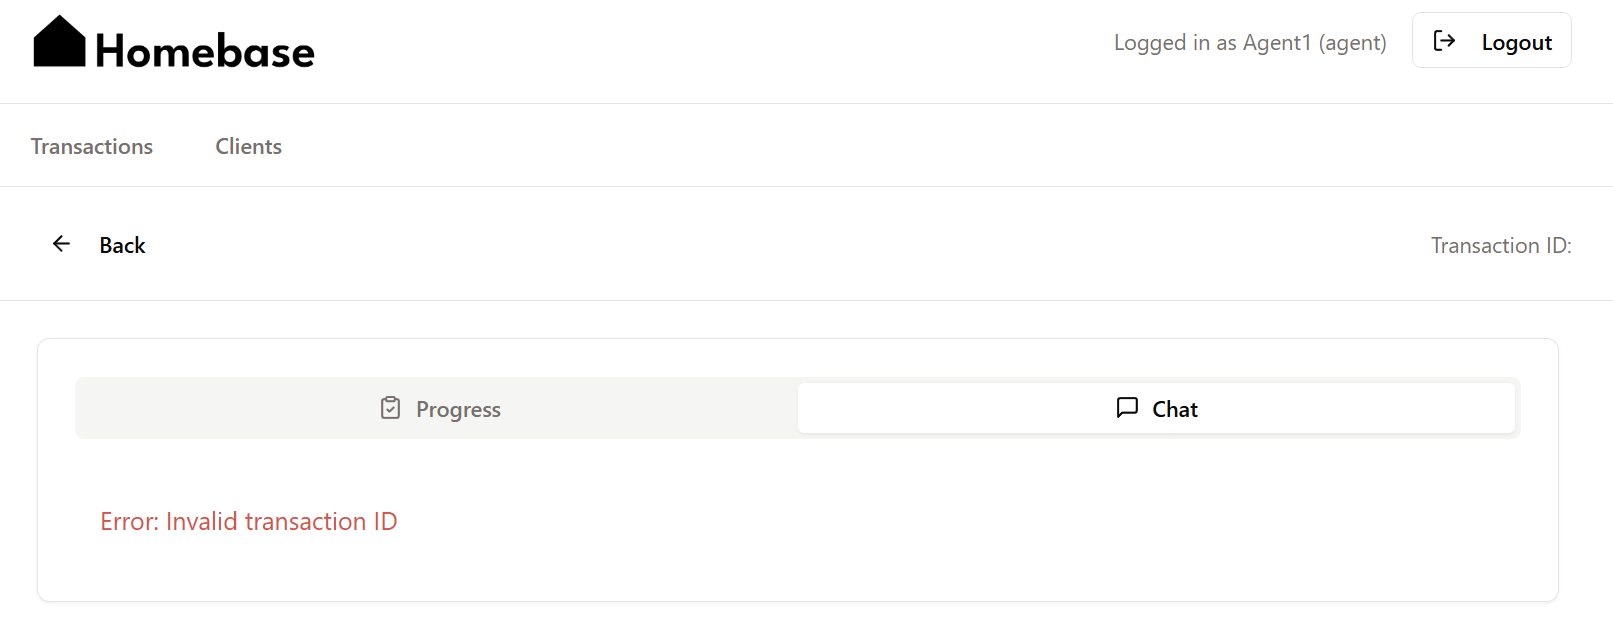 Homebase
Logged in as Agent1 (agent)
Logout
Transactions
Clients
Back
Transaction ID:
Progress
Chat
Error: Invalid transaction ID